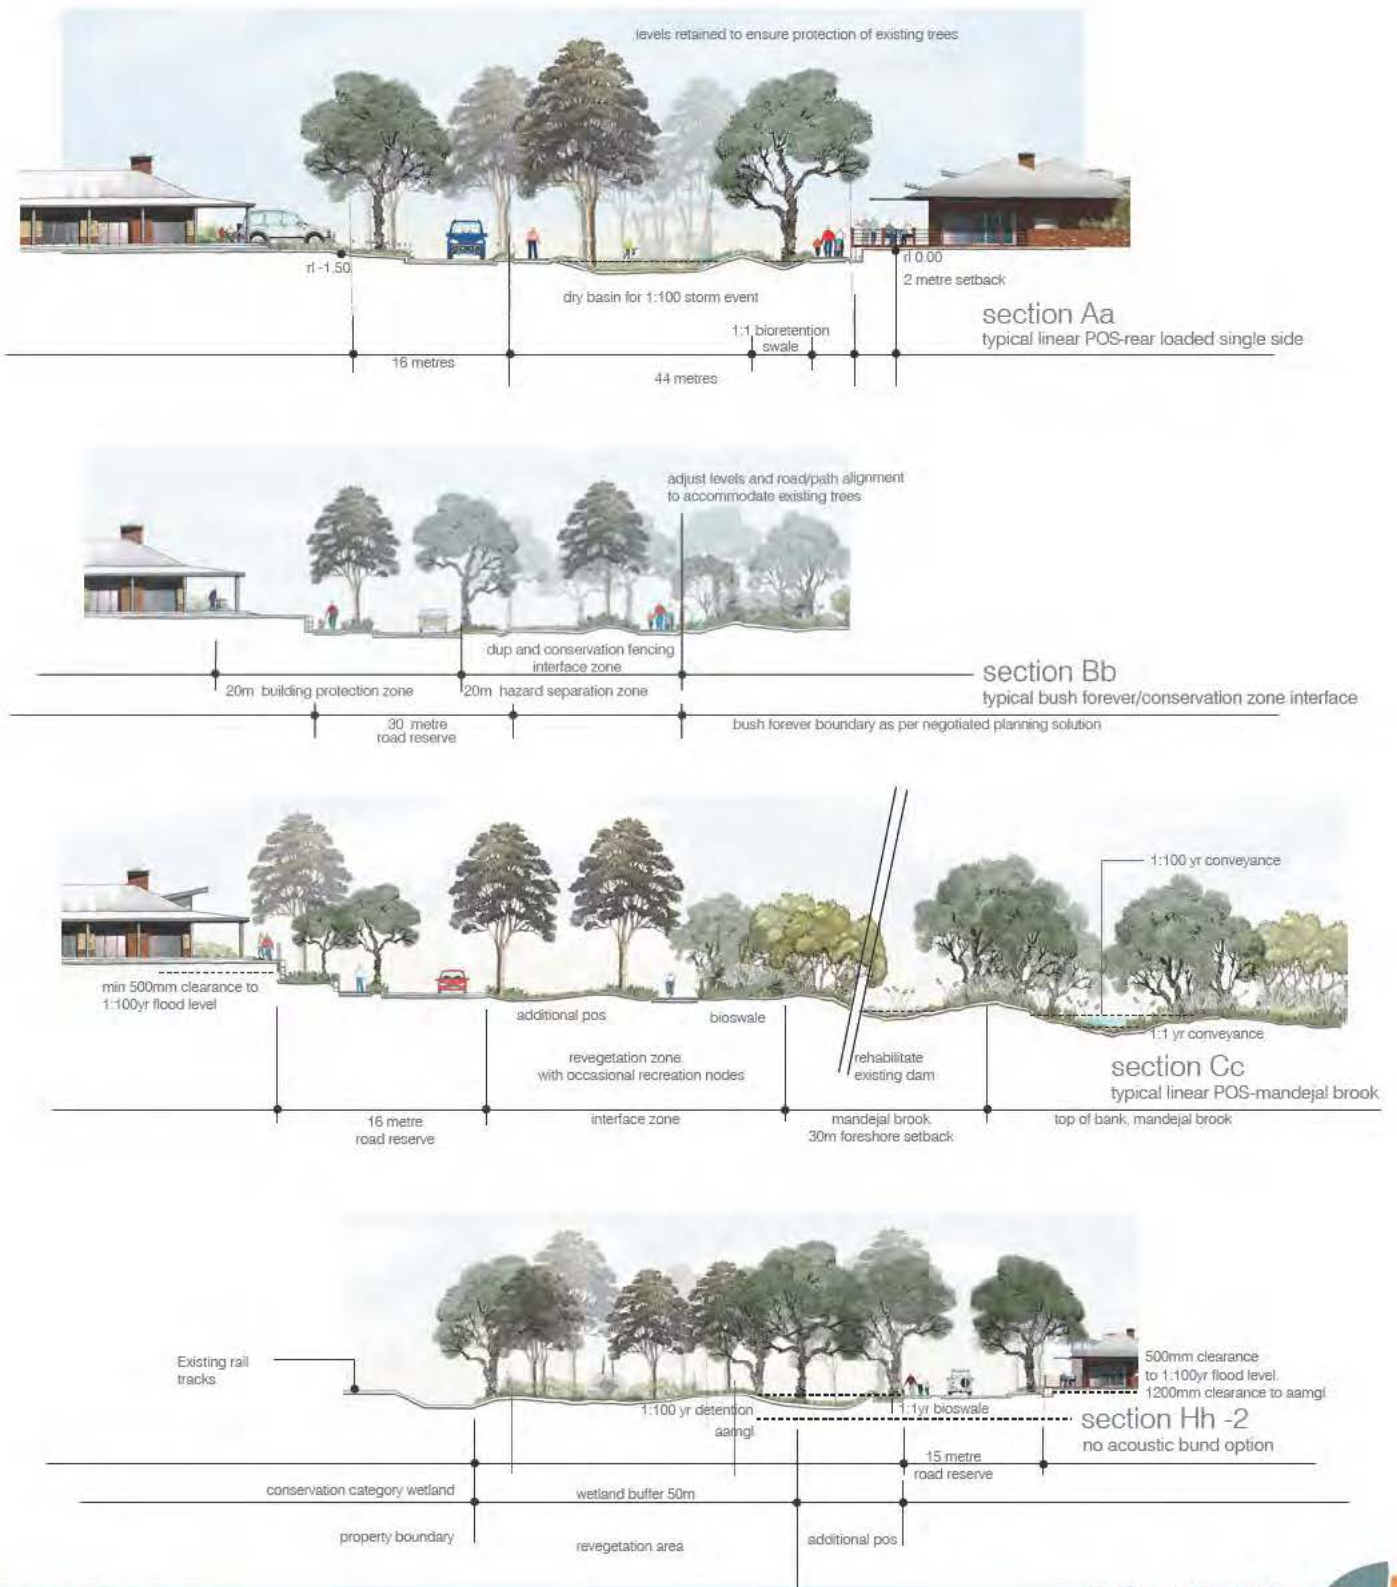 levels retained to ensure protection of existing trees
rl -1.50
rl 0.00
2 metre setback
dry basin for 1:100 storm event
section Aa
typical linear POS-rear loaded single side
1:1 bioretention
swale
16 metres
44 metres
adjust levels and road/path alignment
to accommodate existing trees
dup and conservation fencing
interface zone
section Bb
typical bush forever/conservation zone interface
20m building protection zone
20m hazard separation zone
30 metre
road reserve
bush forever boundary as per negotiated planning solution
1:100 yr conveyance
min 500mm clearance to
1:100yr flood level
additional pos
bioswale
1:1 yr conveyance
revegetation zone
with occasional recreation nodes
rehabilitate
existing dam
section Cc
typical linear POS-mandejal brook
16 metre
road reserve
interface zone
mandejal brook
30m foreshore setback
top of bank, mandejal brook
Existing rail
tracks
500mm clearance
to 1:100yr flood level
1200mm clearance to aamgl
1:100 yr detention
1:1yr bioswale
aamgl
section Hh -2
no acoustic bund option
15 metre
road reserve
conservation category wetland
wetland buffer 50m
property boundary
revegetation area
additional pos